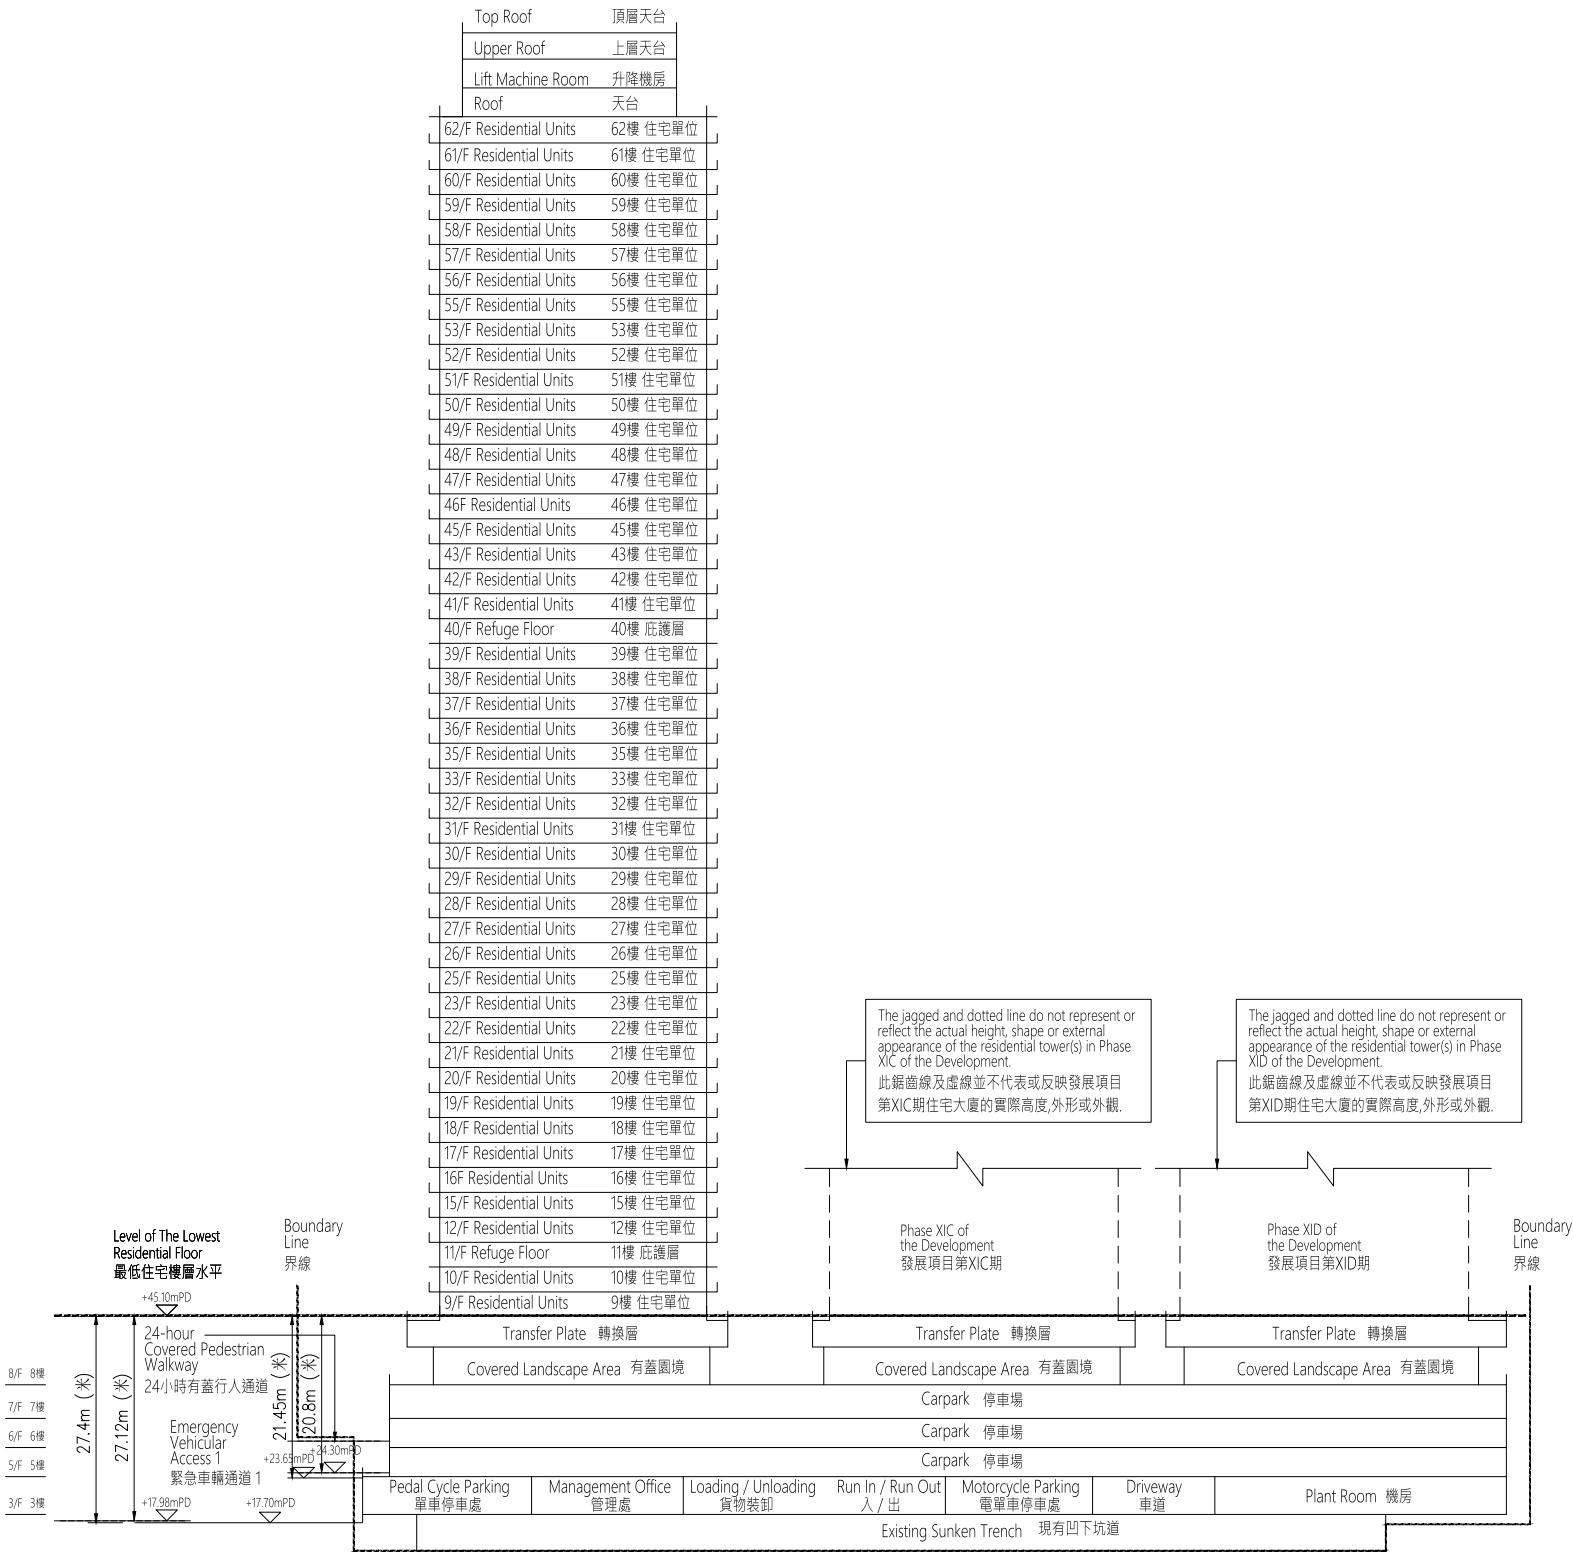 Top Roof 頂層天台
Upper Roof 上層天台
Lift Machine Room 升降機房
Roof 天台
62/F Residential Units 62樓 住宅單位
61/F Residential Units 61樓 住宅單位
60/F Residential Units 60樓 住宅單位
59/F Residential Units 59樓 住宅單位
58/F Residential Units 58樓 住宅單位
57/F Residential Units 57樓 住宅單位
56/F Residential Units 56樓 住宅單位
55/F Residential Units 55樓 住宅單位
53/F Residential Units 53樓 住宅單位
52/F Residential Units 52樓 住宅單位
51/F Residential Units 51樓 住宅單位
50/F Residential Units 50樓 住宅單位
49/F Residential Units 49樓 住宅單位
48/F Residential Units 48樓 住宅單位
47/F Residential Units 47樓 住宅單位
46F Residential Units 46樓 住宅單位
45/F Residential Units 45樓 住宅單位
43/F Residential Units 43樓 住宅單位
42/F Residential Units 42樓 住宅單位
41/F Residential Units 41樓 住宅單位
40/F Refuge Floor 40樓 庇護層
39/F Residential Units 39樓 住宅單位
38/F Residential Units 38樓 住宅單位
37/F Residential Units 37樓 住宅單位
36/F Residential Units 36樓 住宅單位
35/F Residential Units 35樓 住宅單位
33/F Residential Units 33樓 住宅單位
32/F Residential Units 32樓 住宅單位
31/F Residential Units 31樓 住宅單位
30/F Residential Units 30樓 住宅單位
29/F Residential Units 29樓 住宅單位
28/F Residential Units 28樓 住宅單位
27/F Residential Units 27樓 住宅單位
26/F Residential Units 26樓 住宅單位
25/F Residential Units 25樓 住宅單位
23/F Residential Units 23樓 住宅單位
22/F Residential Units 22樓 住宅單位
21/F Residential Units 21樓 住宅單位
20/F Residential Units 20樓 住宅單位
19/F Residential Units 19樓 住宅單位
18/F Residential Units 18樓 住宅單位
17/F Residential Units 17樓 住宅單位
16F Residential Units 16樓 住宅單位
15/F Residential Units 15樓 住宅單位
12/F Residential Units 12樓 住宅單位
11/F Refuge Floor 11樓 庇護層
10/F Residential Units 10樓 住宅單位
9/F Residential Units 9樓 住宅單位
The jagged and dotted line do not represent or
reflect the actual height, shape or external
appearance of the residential tower(s) in Phase
XIC of the Development.
此鋸齒線及虛線並不代表或反映發展項目
第XIC期住宅大廈的實際高度,外形或外觀.
The jagged and dotted line do not represent or
reflect the actual height, shape or external
appearance of the residential tower(s) in Phase
XID of the Development.
此鋸齒線及虛線並不代表或反映發展項目
第XID期住宅大廈的實際高度,外形或外觀.
Phase XIC of
the Development
發展項目第XIC期
Phase XID of
the Development
發展項目第XID期
Boundary
Line
界線
Level of The Lowest
Residential Floor
最低住宅樓層水平
Boundary
Line
界線
+45.10mPD
24-hour
Covered Pedestrian
Walkway
24小時有蓋行人通道
Emergency
Vehicular
Access 1
緊急車輛通道 1
27.4m (米)
27.12m (米)
21.45m (米)
20.8m (米)
+23.65mPD
+24.30mPD
+17.98mPD
+17.70mPD
8/F 8樓
7/F 7樓
6/F 6樓
5/F 5樓
3/F 3樓
Transfer Plate 轉換層
Transfer Plate 轉換層
Transfer Plate 轉換層
Covered Landscape Area 有蓋園境
Covered Landscape Area 有蓋園境
Covered Landscape Area 有蓋園境
Carpark 停車場
Carpark 停車場
Carpark 停車場
Pedal Cycle Parking
單車停車處
Management Office
管理處
Loading / Unloading
貨物裝卸
Run In / Run Out
入 / 出
Motorcycle Parking
電單車停車處
Driveway
車道
Plant Room 機房
Existing Sunken Trench 現有凹下坑道